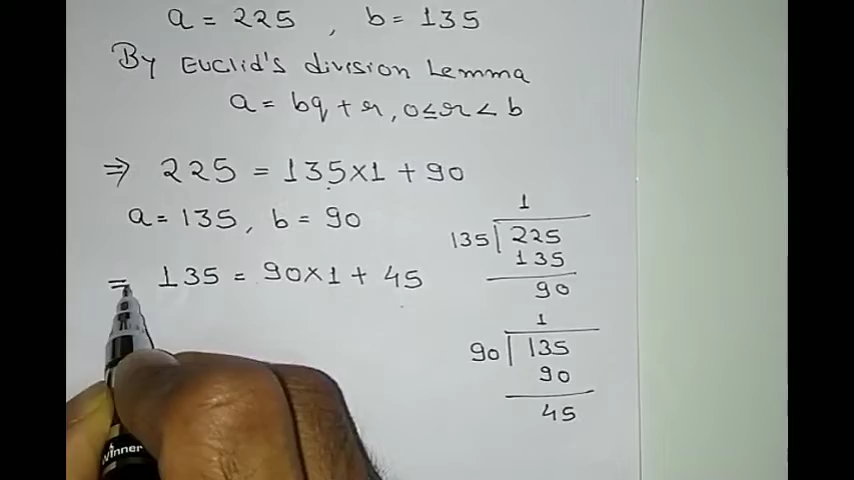 a = 225 , b = 135
By Euclid's division Lemma
a = bq + r, 0 ≤ r < b
⇒ 225 = 135×1 + 90
a = 135, b = 90
= 135 = 90×1 + 45
1
135 225
135
90
1
90 135
90
45
Winner